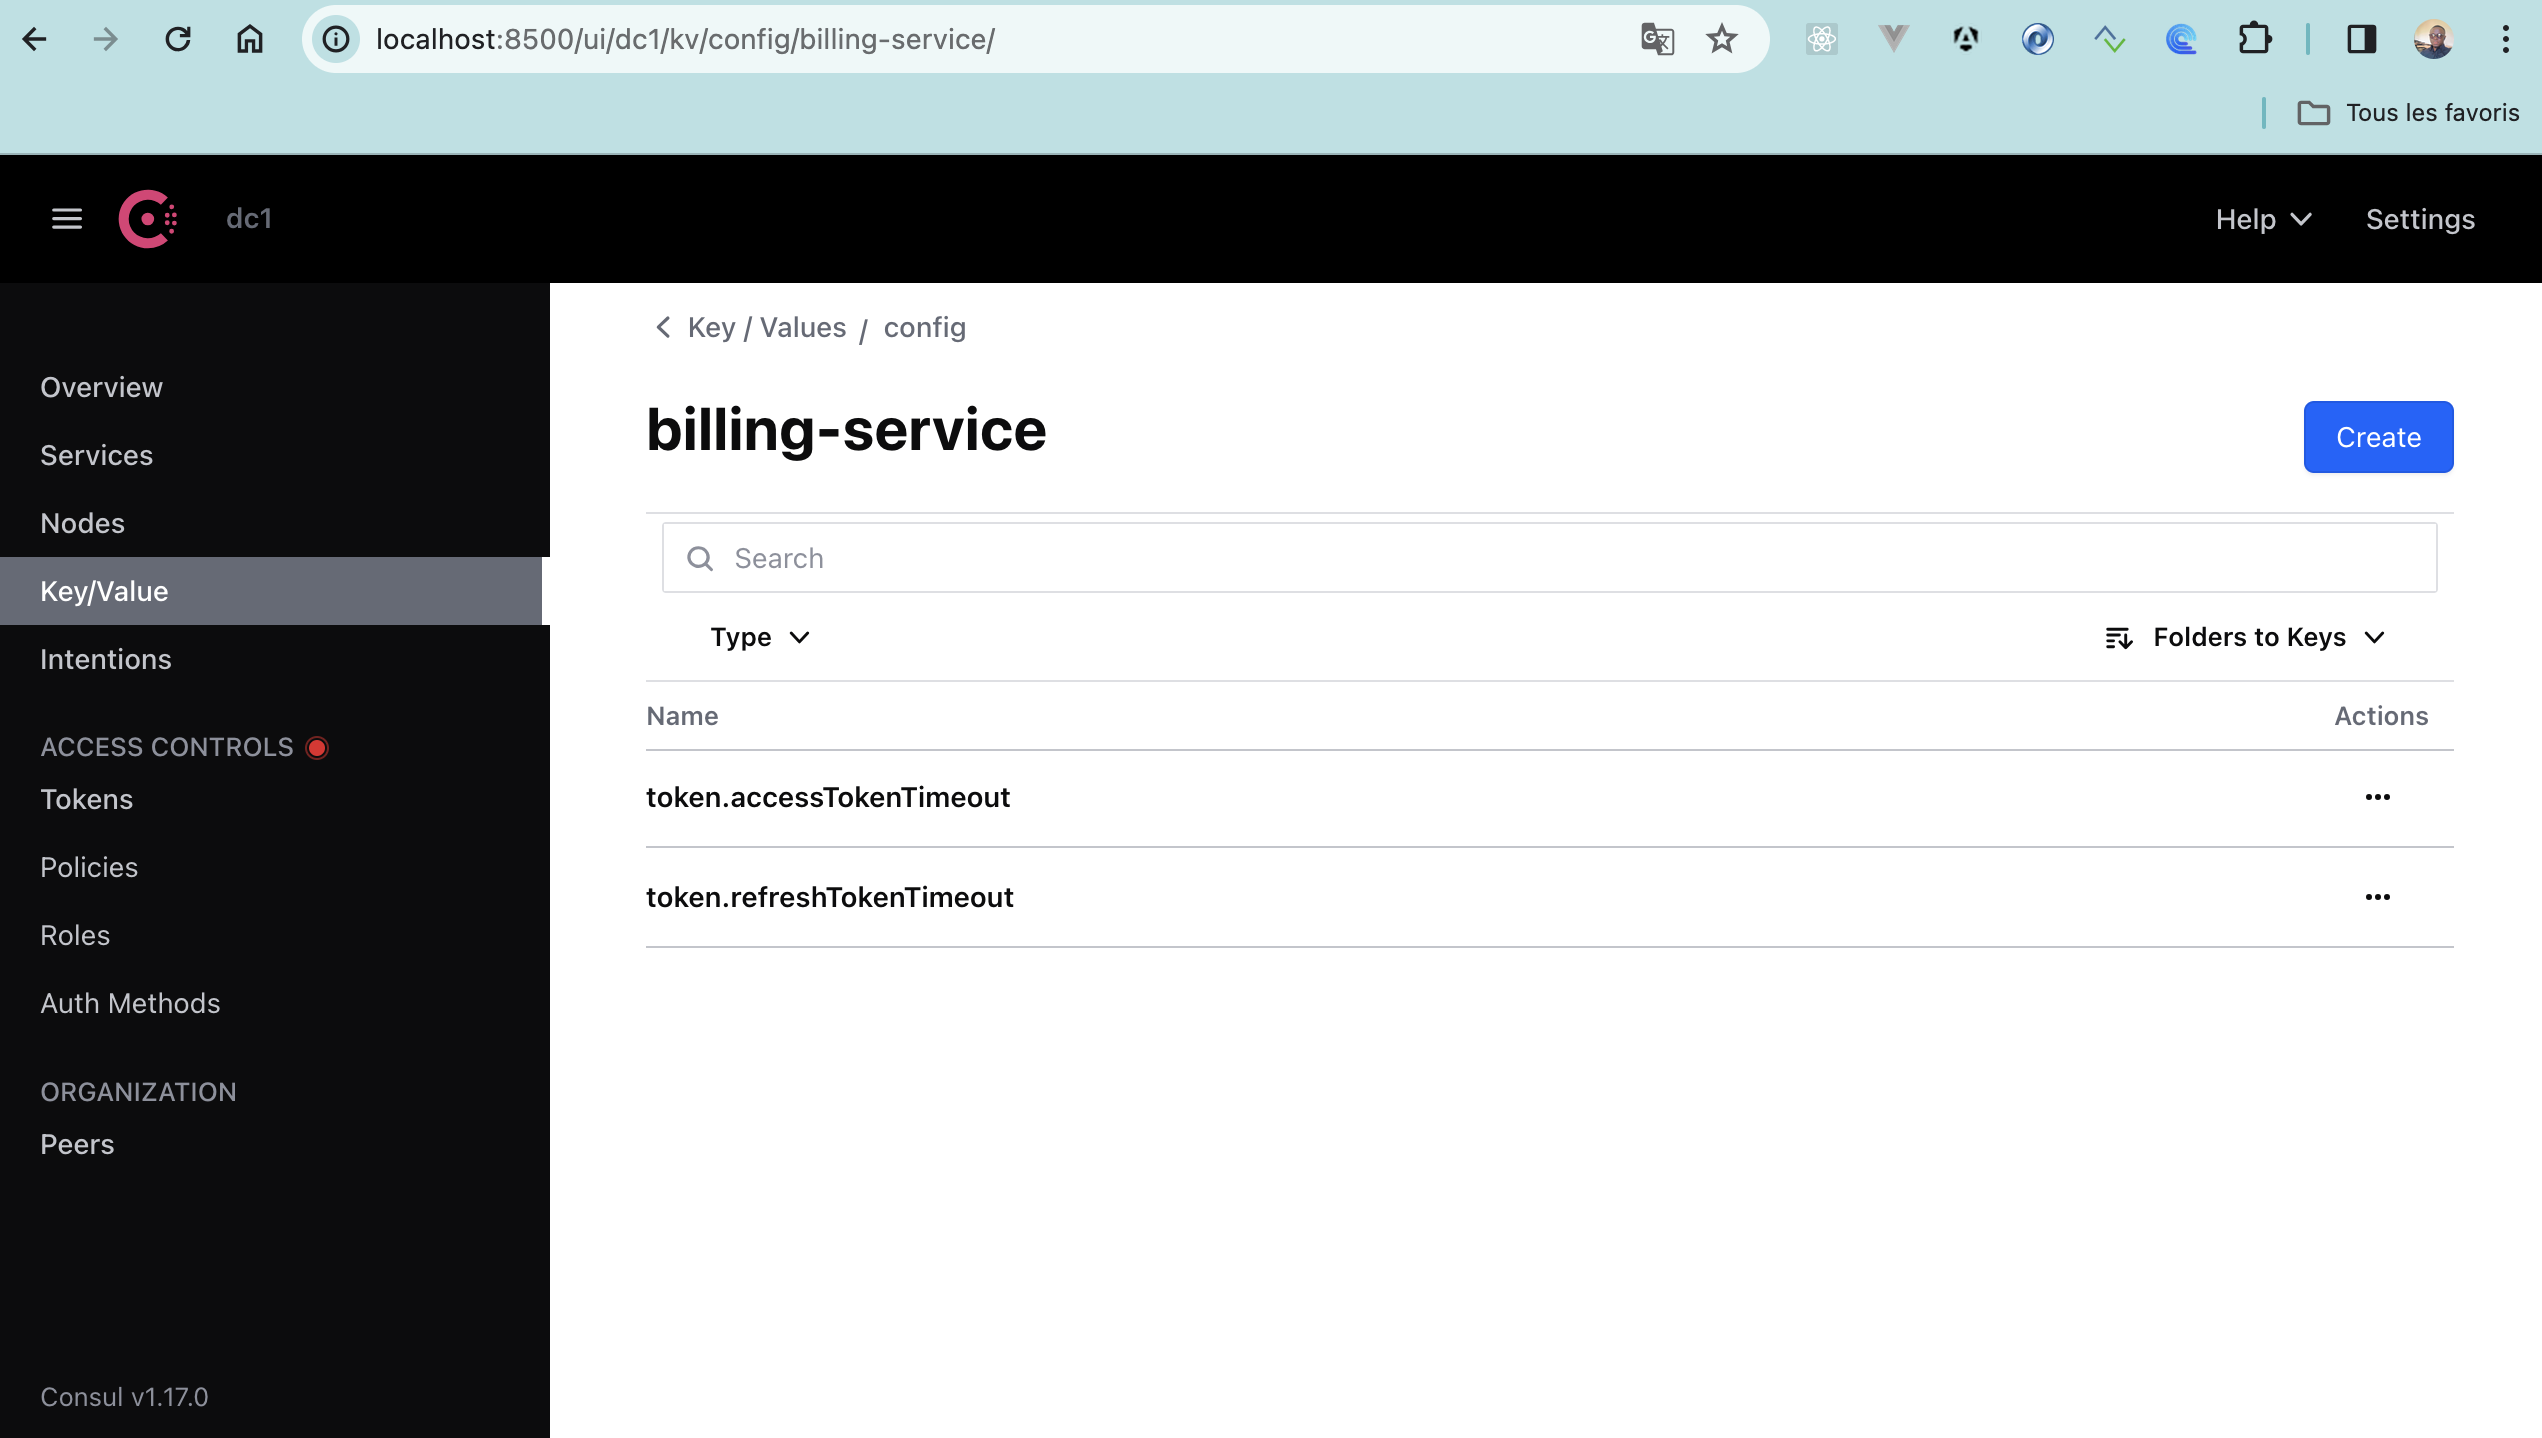 localhost:8500/ui/dc1/kv/config/billing-service/
Tous les favoris
dc1
Help
Settings
Overview
Services
Nodes
Key/Value
Intentions
ACCESS CONTROLS
Tokens
Policies
Roles
Auth Methods
ORGANIZATION
Peers
Consul v1.17.0
Key / Values / config
billing-service
Create
Search
Type
Folders to Keys
Name
Actions
token.accessTokenTimeout
token.refreshTokenTimeout